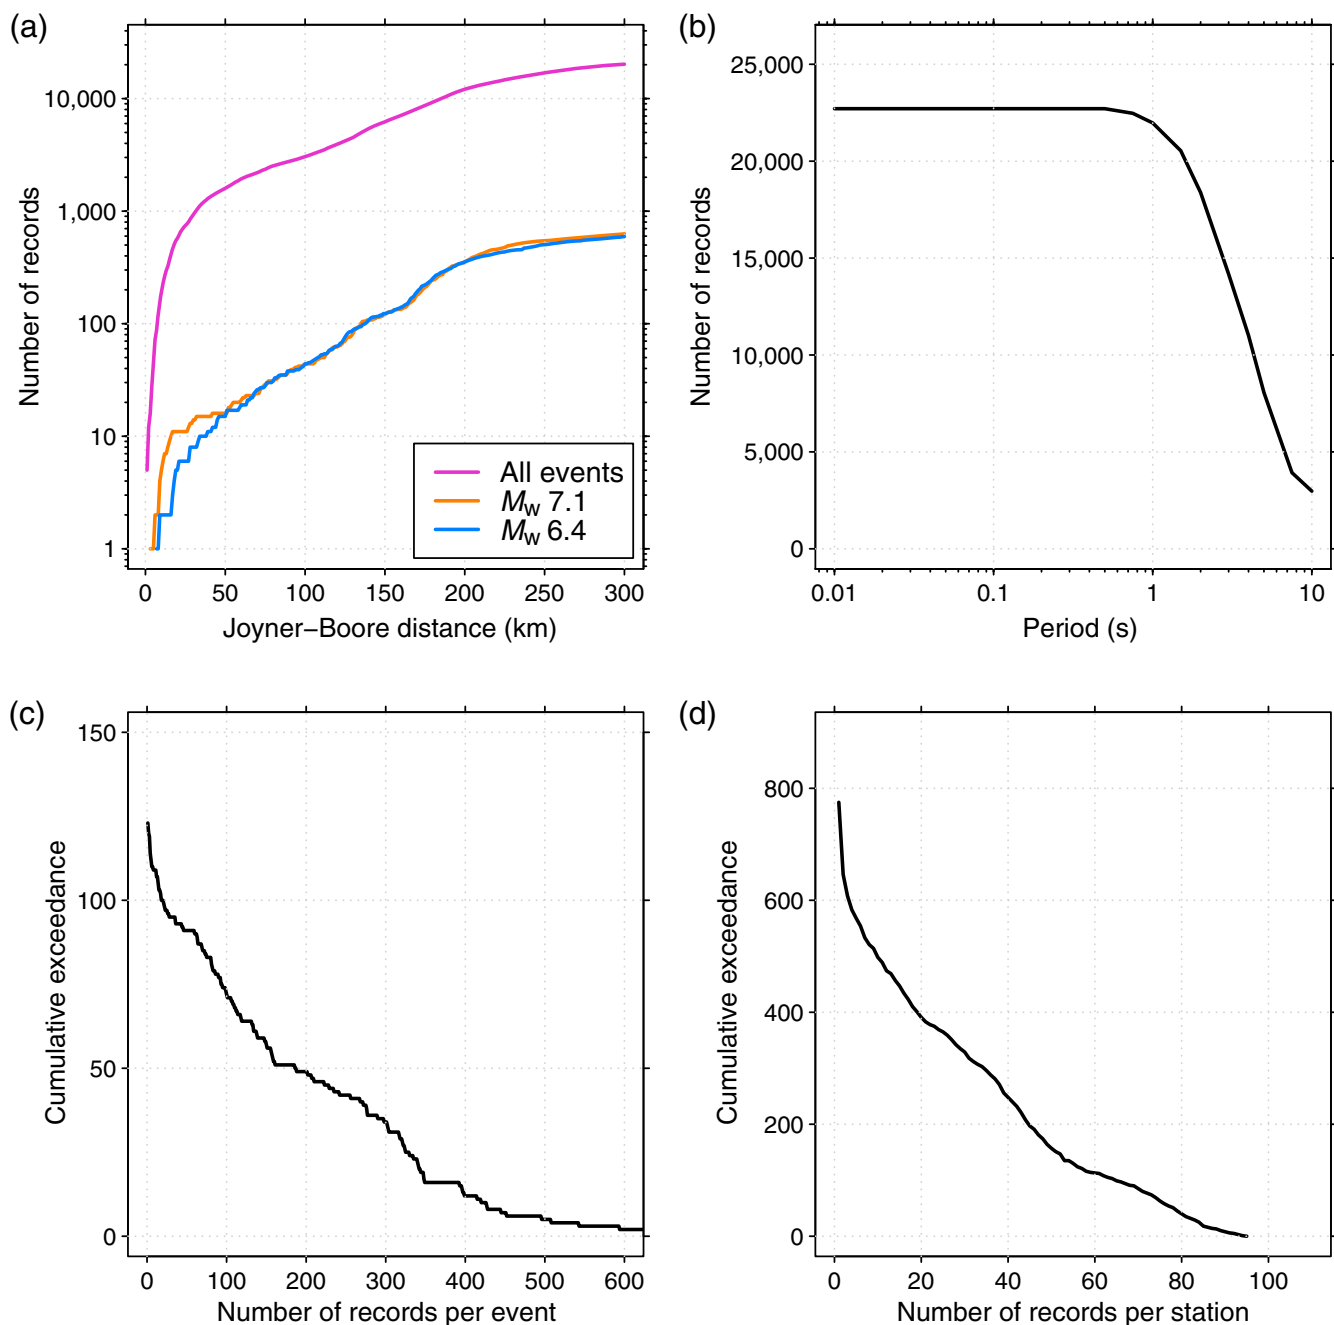 (a)
10,000
1,000
100
10
1
Number of records
All events
Mw 7.1
Mw 6.4
0 50 100 150 200 250 300
Joyner–Boore distance (km)
(b)
25,000
20,000
15,000
10,000
5,000
0
Number of records
0.01 0.1 1 10
Period (s)
(c)
150
100
50
0
Cumulative exceedance
0 100 200 300 400 500 600
Number of records per event
(d)
800
600
400
200
0
Cumulative exceedance
0 20 40 60 80 100
Number of records per station